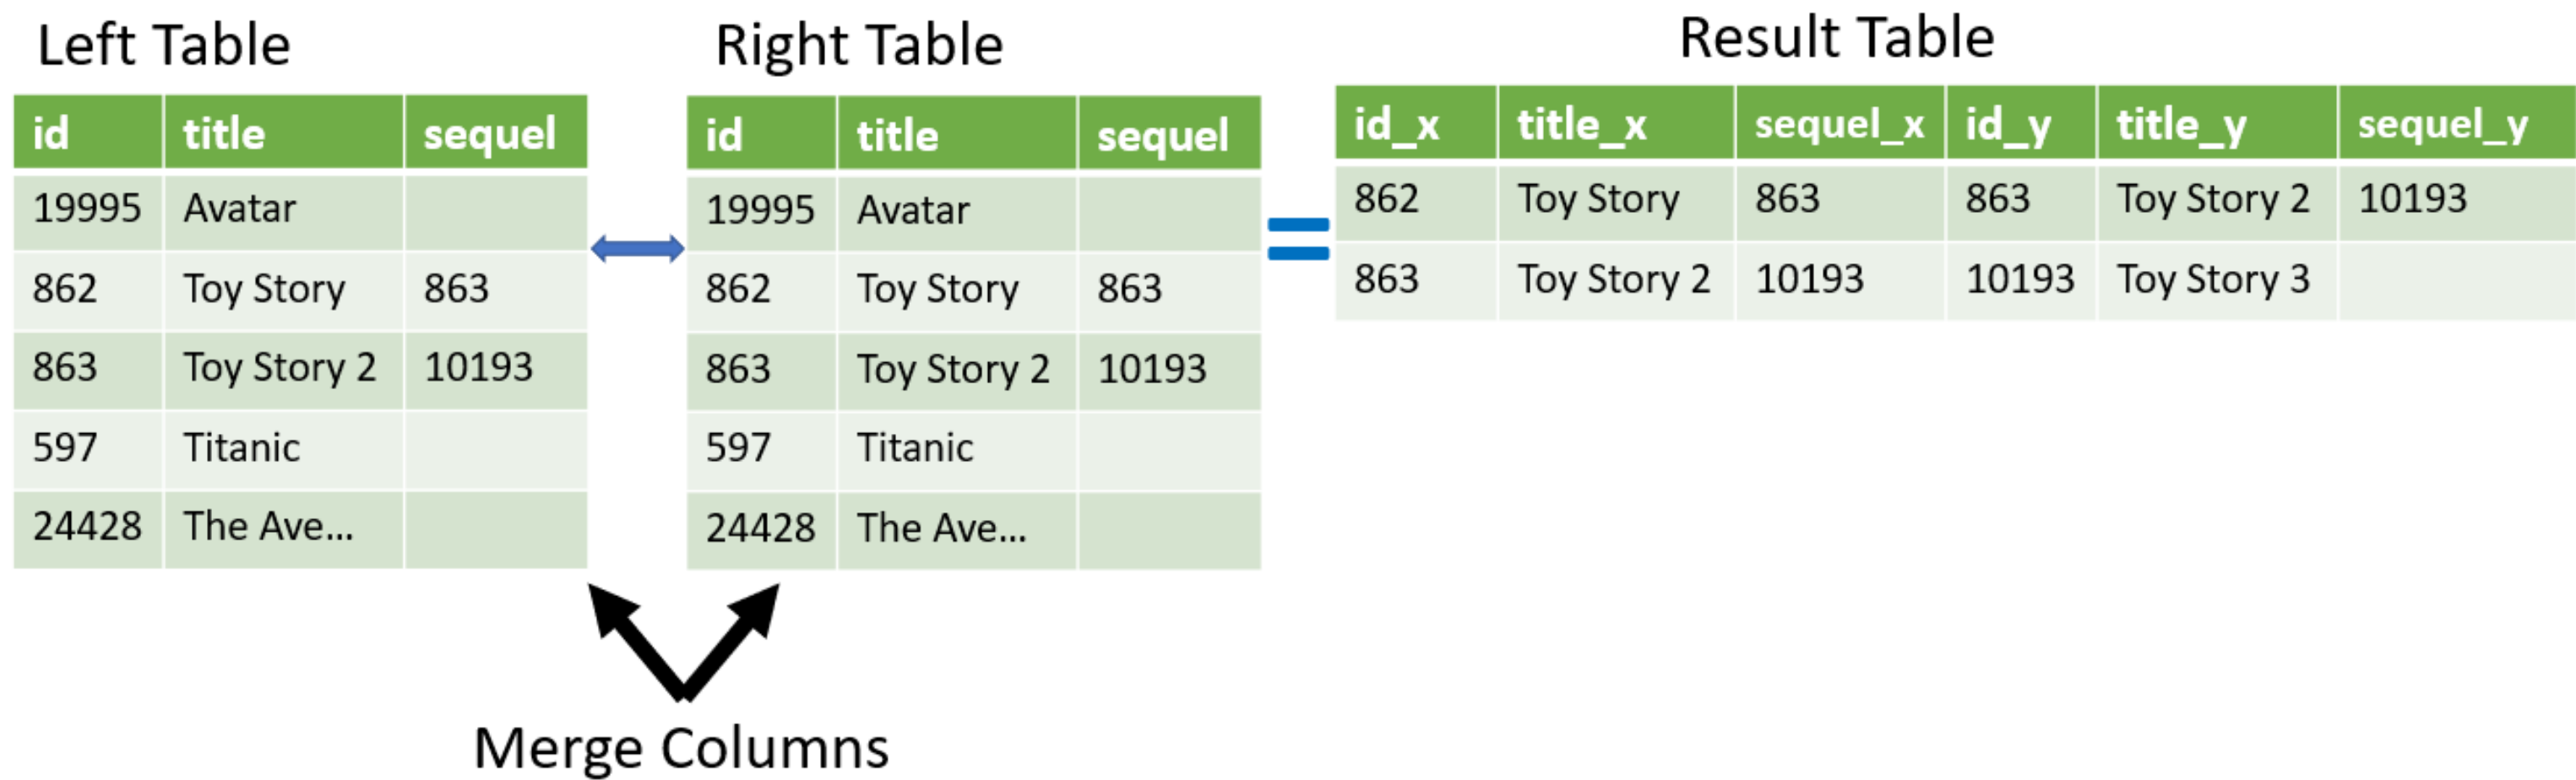 Left Table
id title sequel
19995 Avatar
862 Toy Story 863
863 Toy Story 2 10193
597 Titanic
24428 The Ave...
Right Table
id title sequel
19995 Avatar
862 Toy Story 863
863 Toy Story 2 10193
597 Titanic
24428 The Ave...
Result Table
id_x title_x sequel_x id_y title_y sequel_y
862 Toy Story 863 863 Toy Story 2 10193
863 Toy Story 2 10193 10193 Toy Story 3
Merge Columns